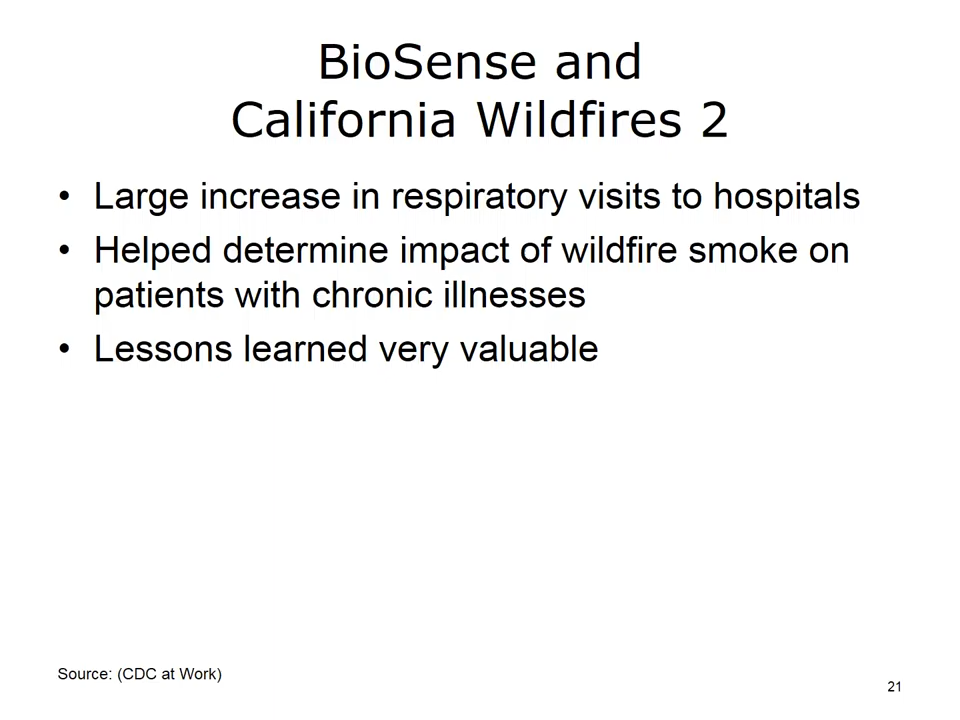 BioSense and
California Wildfires 2
• Large increase in respiratory visits to hospitals
• Helped determine impact of wildfire smoke on
patients with chronic illnesses
• Lessons learned very valuable
Source: (CDC at Work)
21